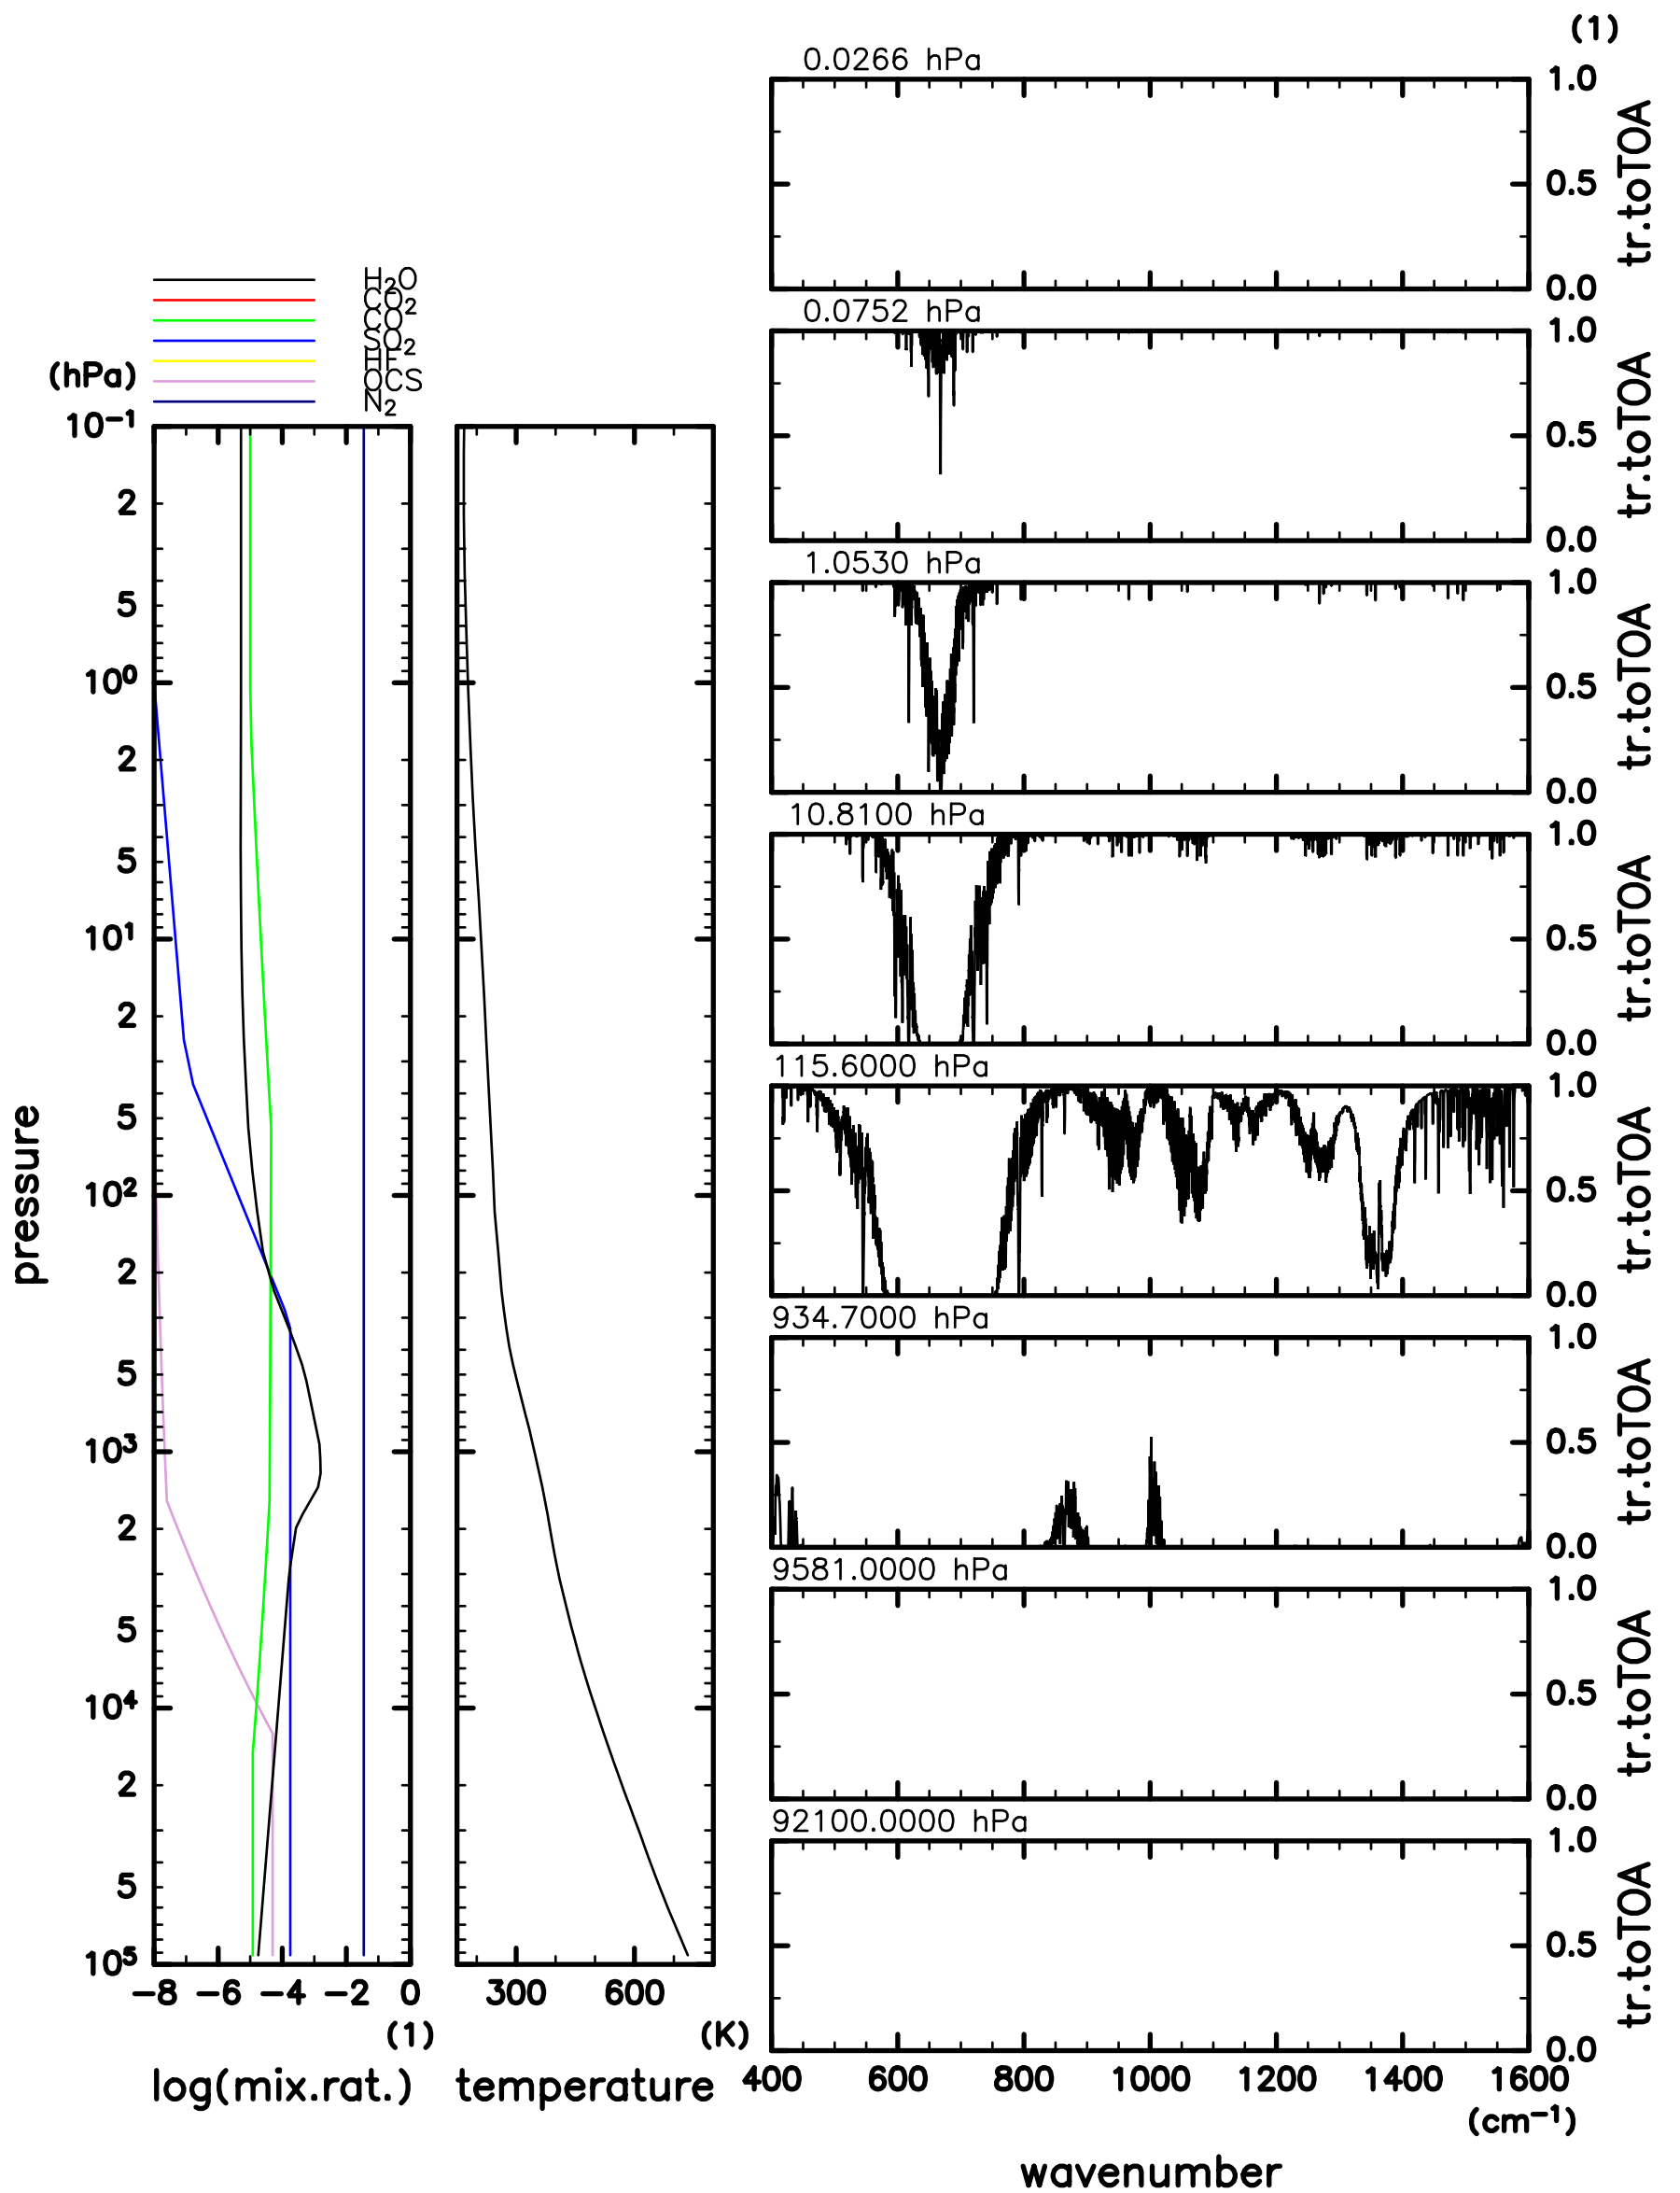 (1)
0.0266 hPa
1.0
0.5
0.0
tr.toTOA
H₂O
CO₂
CO
SO₂
HF
OCS
N₂
(hPa)
10⁻¹
2
5
10⁰
2
5
10¹
2
5
10²
2
5
10³
2
5
10⁴
2
5
10⁵
pressure
−8 −6 −4 −2 0
(1)
log(mix.rat.)
300 600
(K)
temperature
0.0752 hPa
1.0
0.5
0.0
tr.toTOA
1.0530 hPa
1.0
0.5
0.0
tr.toTOA
10.8100 hPa
1.0
0.5
0.0
tr.toTOA
115.6000 hPa
1.0
0.5
0.0
tr.toTOA
934.7000 hPa
1.0
0.5
0.0
tr.toTOA
9581.0000 hPa
1.0
0.5
0.0
tr.toTOA
92100.0000 hPa
1.0
0.5
0.0
tr.toTOA
400 600 800 1000 1200 1400 1600
(cm⁻¹)
wavenumber